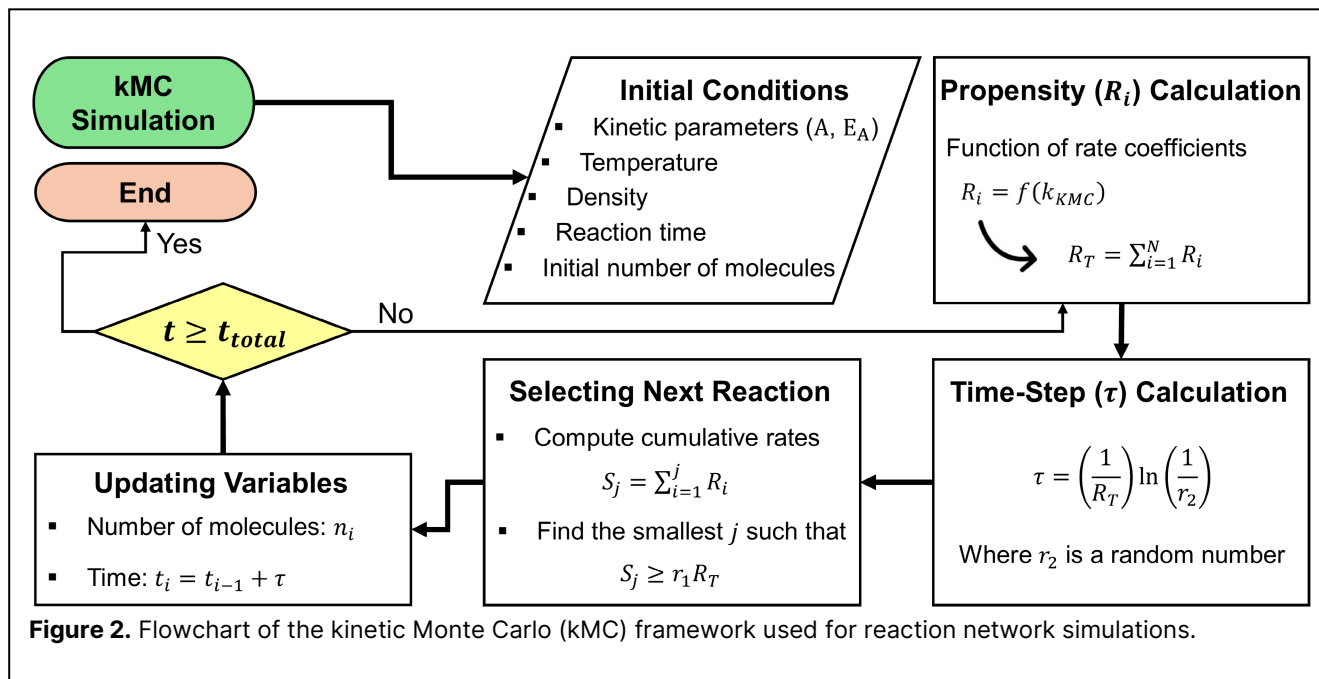 kMC
Simulation
End
Yes
t ≥ t_total
No
Initial Conditions
▪ Kinetic parameters (A, E_A)
▪ Temperature
▪ Density
▪ Reaction time
▪ Initial number of molecules
Propensity (R_i) Calculation
Function of rate coefficients
R_i = f(k_KMC)
R_T = ∑_{i=1}^{N} R_i
Time-Step (τ) Calculation
τ = (1/R_T) ln (1/r_2)
Where r_2 is a random number
Selecting Next Reaction
▪ Compute cumulative rates
S_j = ∑_{i=1}^{j} R_i
▪ Find the smallest j such that
S_j ≥ r_1 R_T
Updating Variables
▪ Number of molecules: n_i
▪ Time: t_i = t_{i−1} + τ
Figure 2. Flowchart of the kinetic Monte Carlo (kMC) framework used for reaction network simulations.